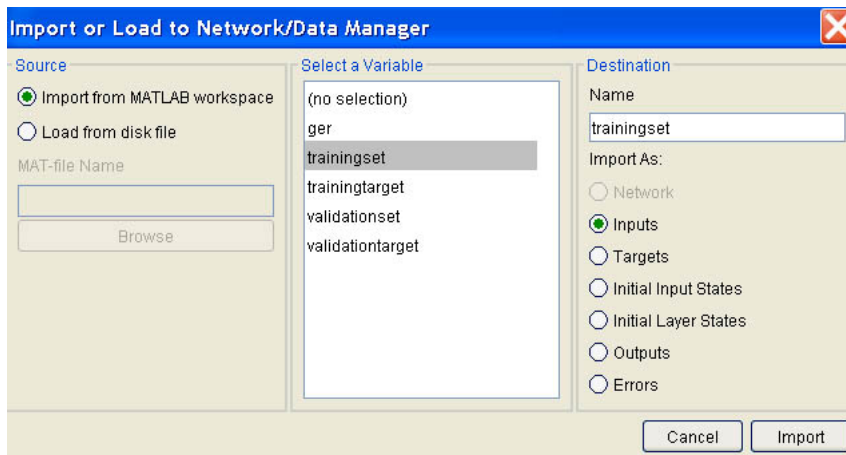 Import or Load to Network/Data Manager
Source
Import from MATLAB workspace
Load from disk file
MAT-file Name
Browse
Select a Variable
(no selection)
ger
trainingset
trainingtarget
validationset
validationtarget
Destination
Name
trainingset
Import As:
Network
Inputs
Targets
Initial Input States
Initial Layer States
Outputs
Errors
Cancel
Import